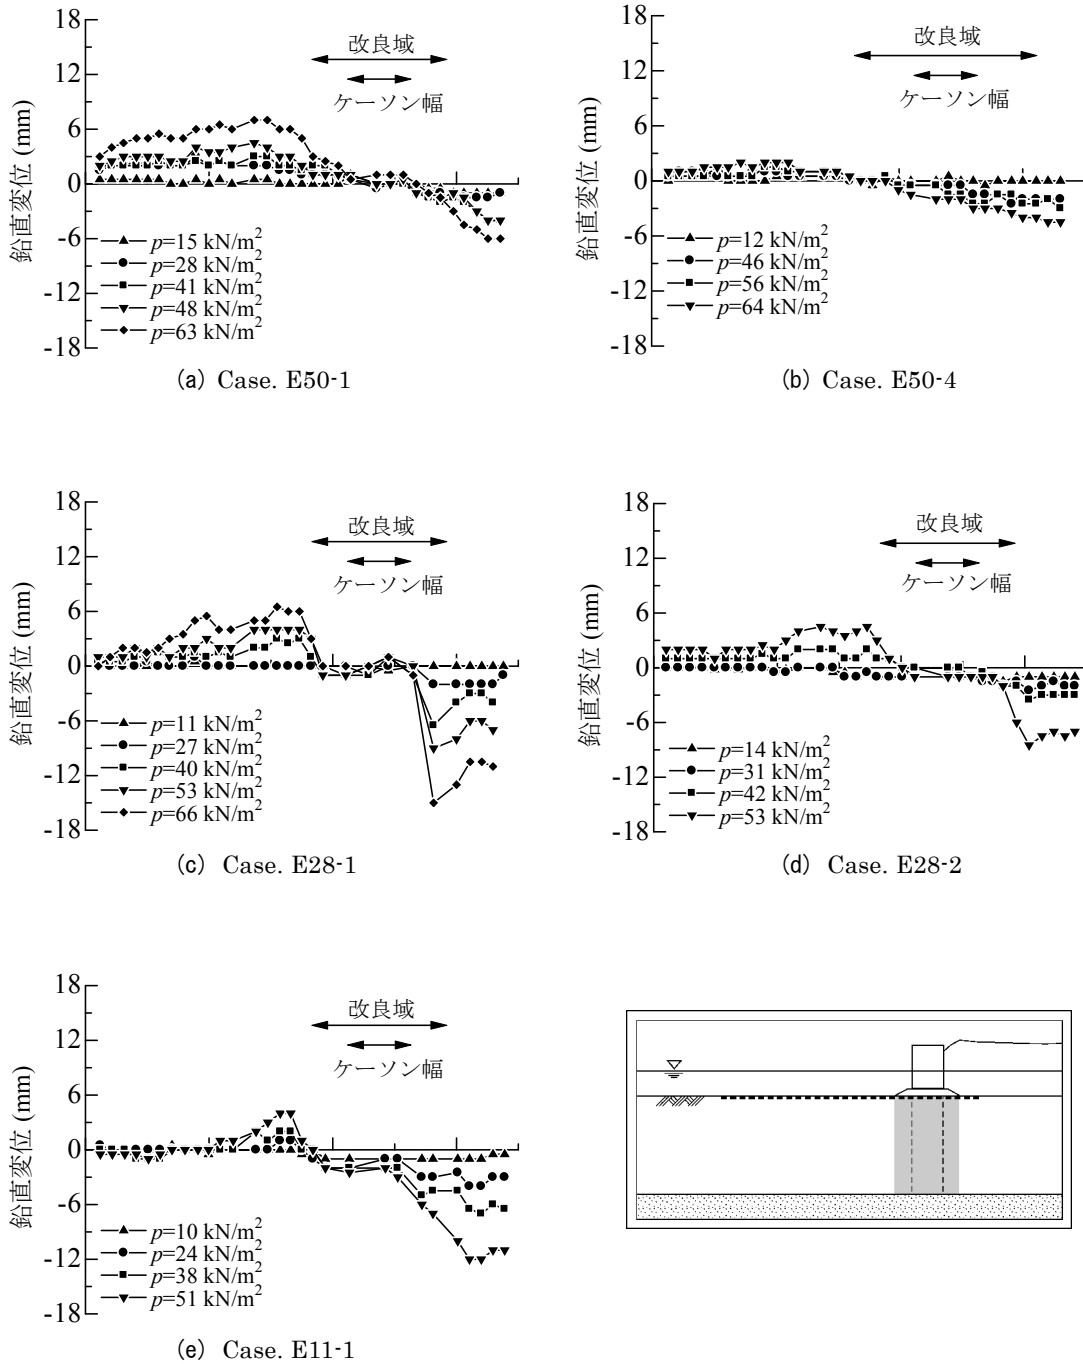 18
12
6
0
-6
-12
-18
鉛直変位 (mm)
改良域
ケーソン幅
p=15 kN/m²
p=28 kN/m²
p=41 kN/m²
p=48 kN/m²
p=63 kN/m²
(a) Case. E50-1
18
12
6
0
-6
-12
-18
鉛直変位 (mm)
改良域
ケーソン幅
p=12 kN/m²
p=46 kN/m²
p=56 kN/m²
p=64 kN/m²
(b) Case. E50-4
18
12
6
0
-6
-12
-18
鉛直変位 (mm)
改良域
ケーソン幅
p=11 kN/m²
p=27 kN/m²
p=40 kN/m²
p=53 kN/m²
p=66 kN/m²
(c) Case. E28-1
18
12
6
0
-6
-12
-18
鉛直変位 (mm)
改良域
ケーソン幅
p=14 kN/m²
p=31 kN/m²
p=42 kN/m²
p=53 kN/m²
(d) Case. E28-2
18
12
6
0
-6
-12
-18
鉛直変位 (mm)
改良域
ケーソン幅
p=10 kN/m²
p=24 kN/m²
p=38 kN/m²
p=51 kN/m²
(e) Case. E11-1